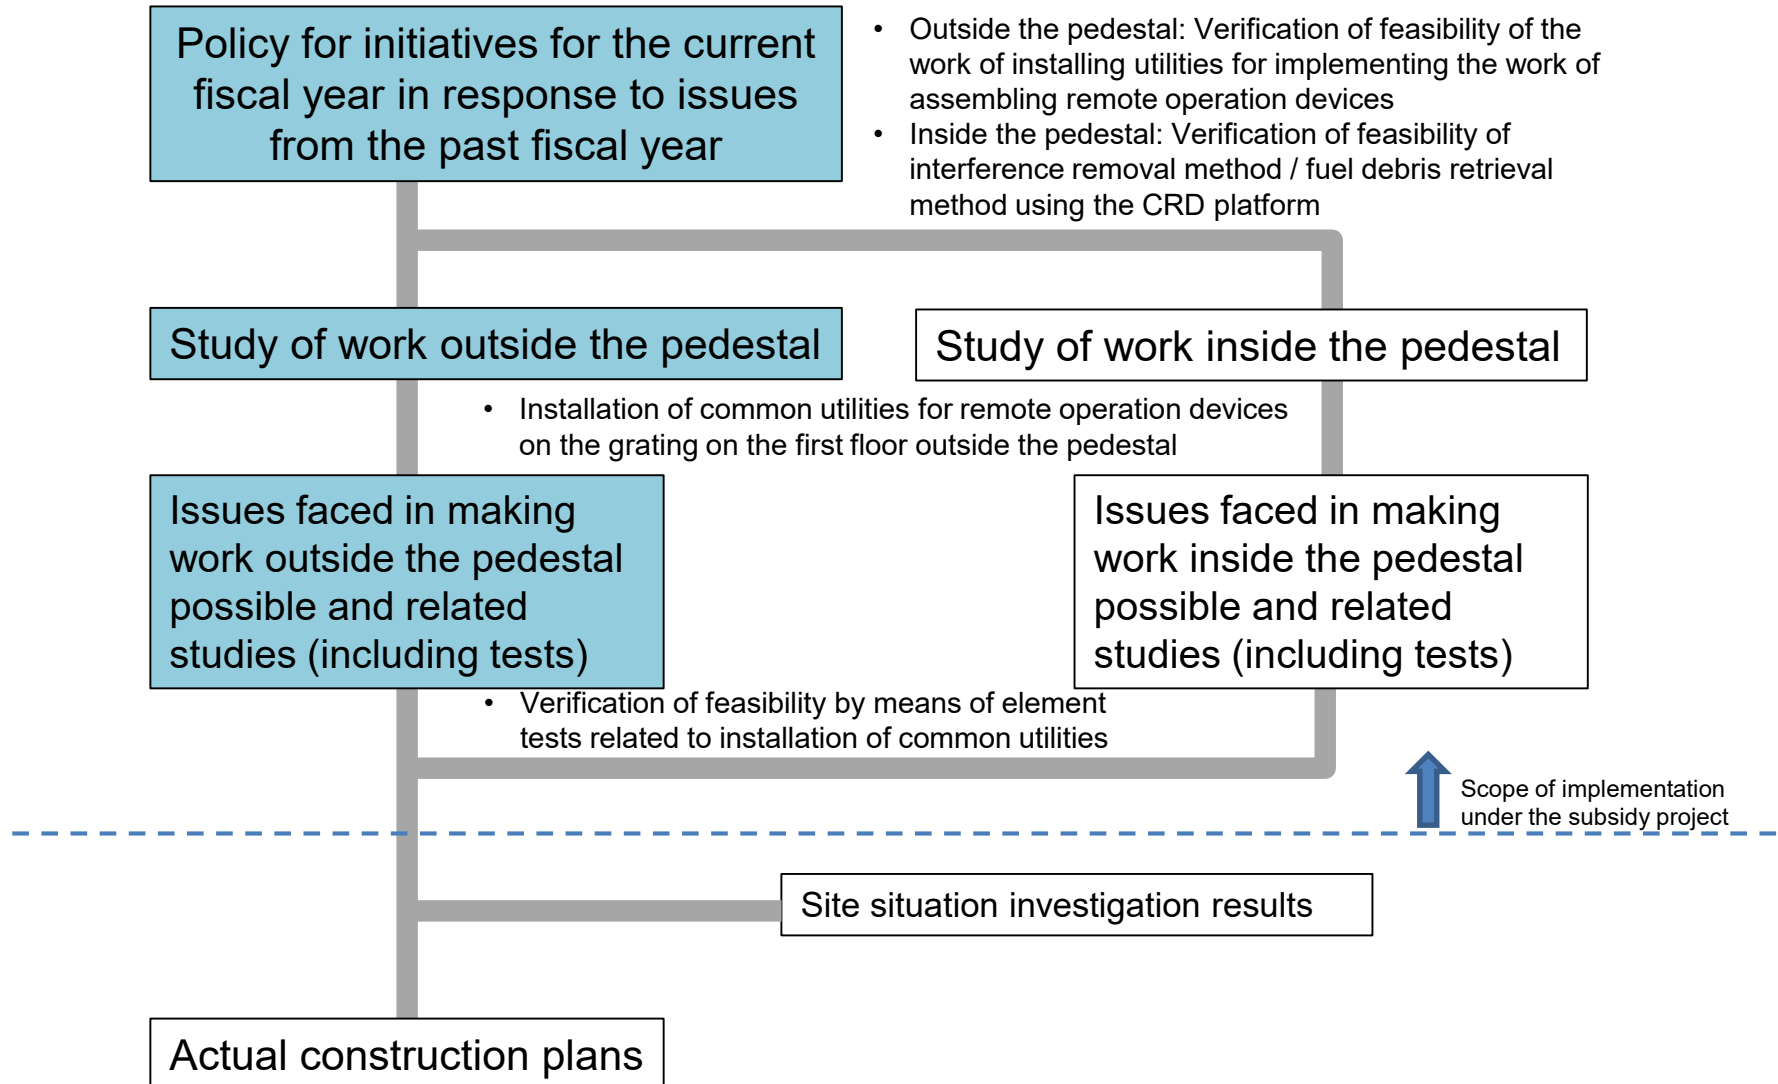 Policy for initiatives for the current
fiscal year in response to issues
from the past fiscal year
• Outside the pedestal: Verification of feasibility of the
work of installing utilities for implementing the work of
assembling remote operation devices
• Inside the pedestal: Verification of feasibility of
interference removal method / fuel debris retrieval
method using the CRD platform
Study of work outside the pedestal
Study of work inside the pedestal
• Installation of common utilities for remote operation devices
on the grating on the first floor outside the pedestal
Issues faced in making
work outside the pedestal
possible and related
studies (including tests)
Issues faced in making
work inside the pedestal
possible and related
studies (including tests)
• Verification of feasibility by means of element
tests related to installation of common utilities
Scope of implementation
under the subsidy project
Site situation investigation results
Actual construction plans